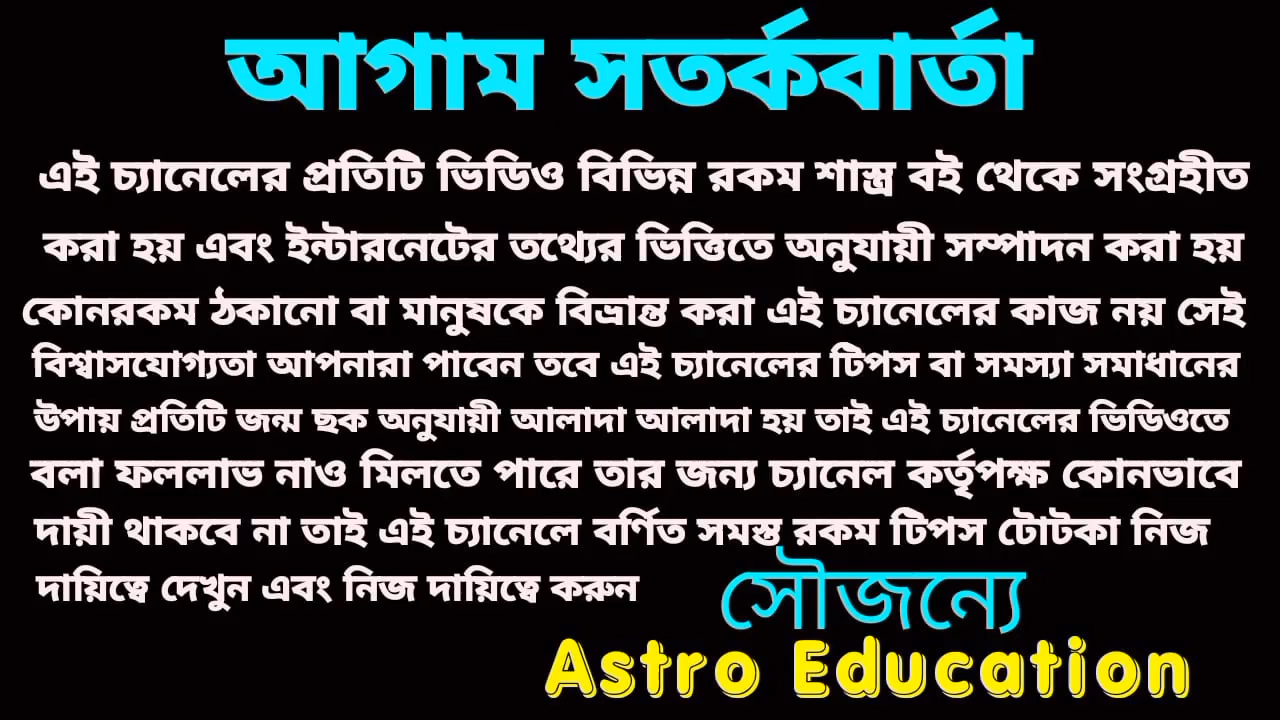 আগাম সতর্কবার্তা
এই চ্যানেলের প্রতিটি ভিডিও বিভিন্ন রকম শাস্ত্র বই থেকে সংগ্রহীত
করা হয় এবং ইন্টারনেটের তথ্যের ভিত্তিতে অনুযায়ী সম্পাদন করা হয়
কোনরকম ঠকানো বা মানুষকে বিভ্রান্ত করা এই চ্যানেলের কাজ নয় সেই
বিশ্বাসযোগ্যতা আপনারা পাবেন তবে এই চ্যানেলের টিপস বা সমস্যা সমাধানের
উপায় প্রতিটি জন্ম ছক অনুযায়ী আলাদা আলাদা হয় তাই এই চ্যানেলের ভিডিওতে
বলা ফললাভ নাও মিলতে পারে তার জন্য চ্যানেল কর্তৃপক্ষ কোনভাবে
দায়ী থাকবে না তাই এই চ্যানেলে বর্ণিত সমস্ত রকম টিপস টোটকা নিজ
দায়িত্বে দেখুন এবং নিজ দায়িত্বে করুন
সৌজন্যে
Astro Education